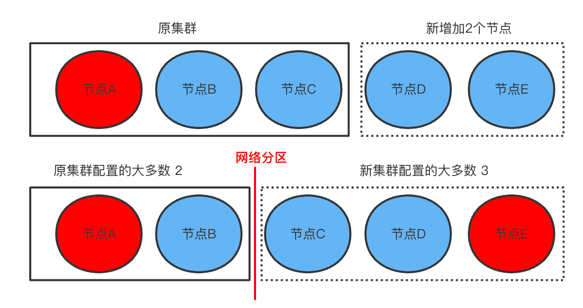 原集群
新增加2个节点
节点A
节点B
节点C
节点D
节点E
网络分区
原集群配置的大多数 2
新集群配置的大多数 3
节点A
节点B
节点C
节点D
节点E